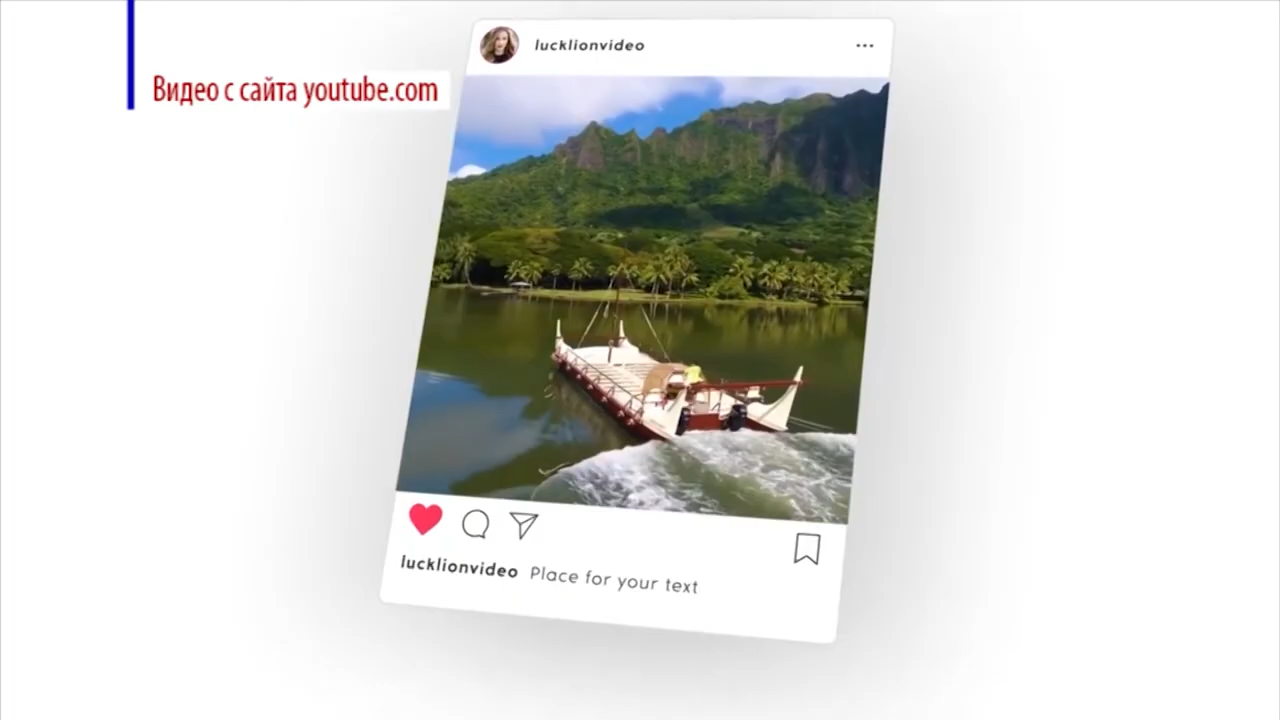 lucklionvideo
Видео с сайта youtube.com
lucklionvideo Place for your text